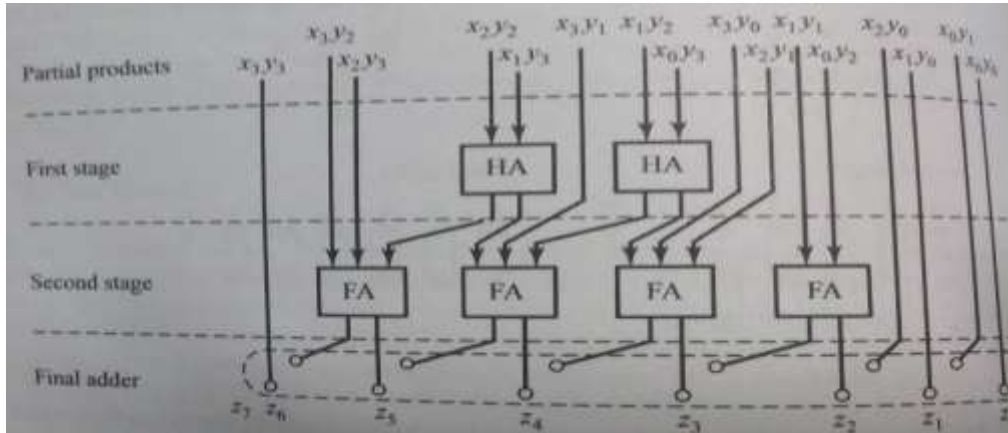 x₃y₂ x₂y₂ x₃y₁ x₁y₂ x₃y₀ x₁y₁ x₂y₀ x₀y₁
Partial products x₃y₃ x₂y₃ x₁y₃ x₀y₃ x₂y₁ x₀y₂ x₁y₀ x₀y₀
First stage HA HA
Second stage FA FA FA FA
Final adder
z₇ z₆ z₅ z₄ z₃ z₂ z₁